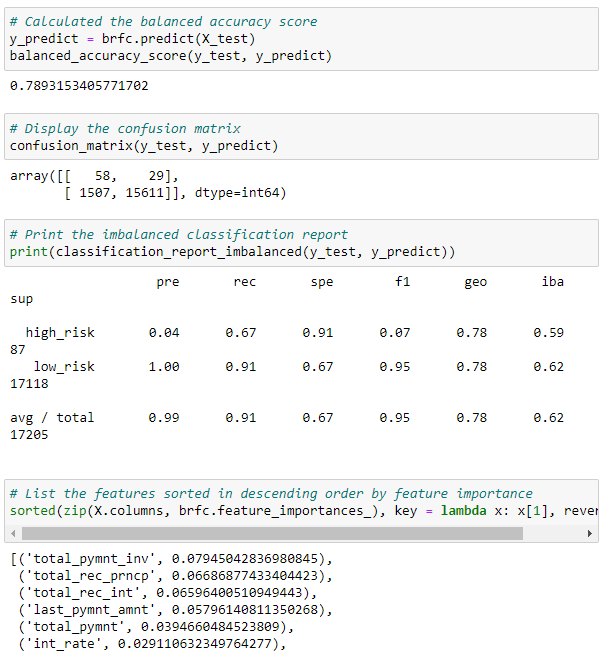 # Calculated the balanced accuracy score
y_predict = brfc.predict(X_test)
balanced_accuracy_score(y_test, y_predict)
0.7893153405771702
# Display the confusion matrix
confusion_matrix(y_test, y_predict)
array([[   58,    29],
       [ 1507, 15611]], dtype=int64)
# Print the imbalanced classification report
print(classification_report_imbalanced(y_test, y_predict))
                   pre       rec       spe        f1       geo       iba
sup
  high_risk       0.04      0.67      0.91      0.07      0.78      0.59
87
   low_risk       1.00      0.91      0.67      0.95      0.78      0.62
17118
avg / total       0.99      0.91      0.67      0.95      0.78      0.62
17205
# List the features sorted in descending order by feature importance
sorted(zip(X.columns, brfc.feature_importances_), key = lambda x: x[1], rever
[('total_pymnt_inv', 0.07945042836980845),
 ('total_rec_prncp', 0.06686877433404423),
 ('total_rec_int', 0.06596400510949443),
 ('last_pymnt_amnt', 0.05796140811350268),
 ('total_pymnt', 0.0394660484523809),
 ('int_rate', 0.029110632349764277),